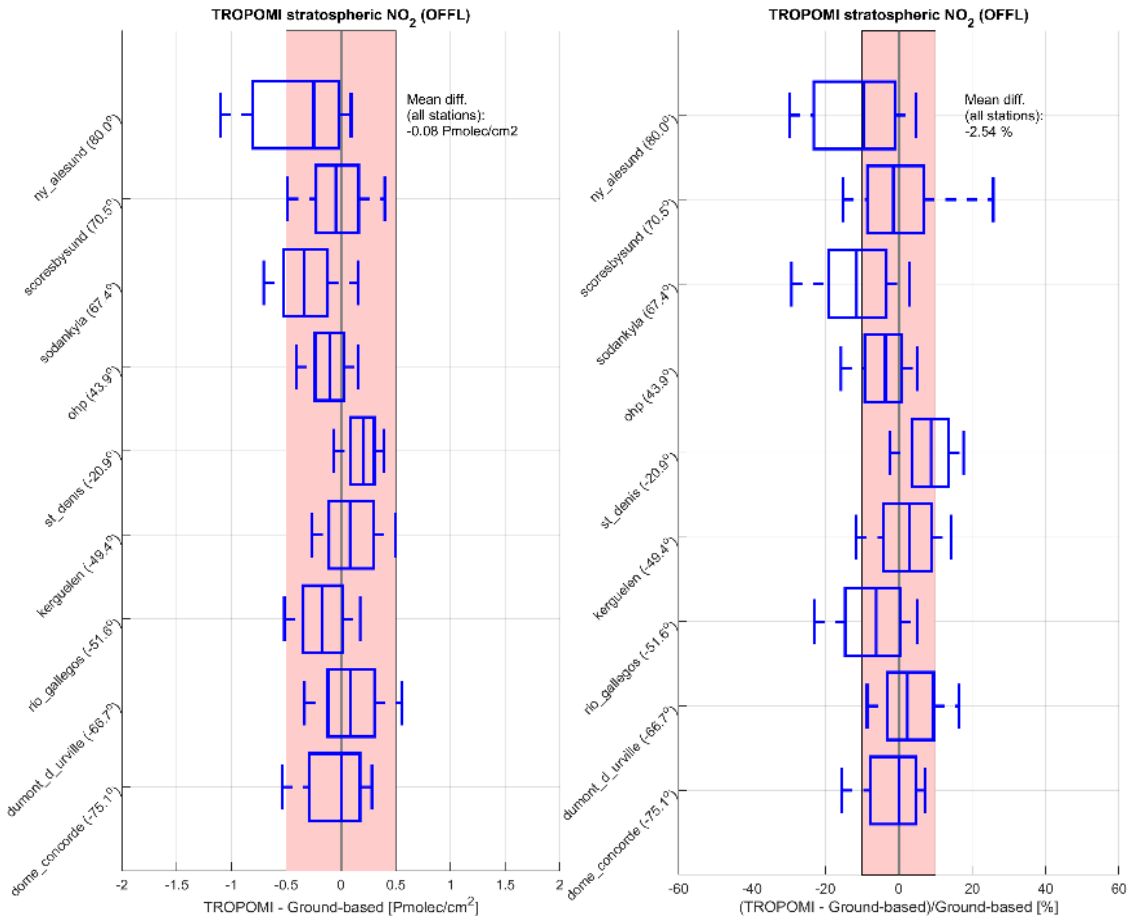 TROPOMI stratospheric NO2 (OFFL)
Mean diff.
(all stations):
-0.08 Pmolec/cm2
ny_alesund (80.0°)
scoresbysund (70.5°)
sodankyla (67.4°)
ohp (43.9°)
st_denis (-20.9°)
kerguelen (-49.4°)
rio_gallegos (-51.6°)
dumont_d_urville (-66.7°)
dome_concorde (-75.1°)
-2 -1.5 -1 -0.5 0 0.5 1 1.5 2
TROPOMI - Ground-based [Pmolec/cm2]
TROPOMI stratospheric NO2 (OFFL)
Mean diff.
(all stations):
-2.54 %
ny_alesund (80.0°)
scoresbysund (70.5°)
sodankyla (67.4°)
ohp (43.9°)
st_denis (-20.9°)
kerguelen (-49.4°)
rio_gallegos (-51.6°)
dumont_d_urville (-66.7°)
dome_concorde (-75.1°)
-60 -40 -20 0 20 40 60
(TROPOMI - Ground-based)/Ground-based [%]